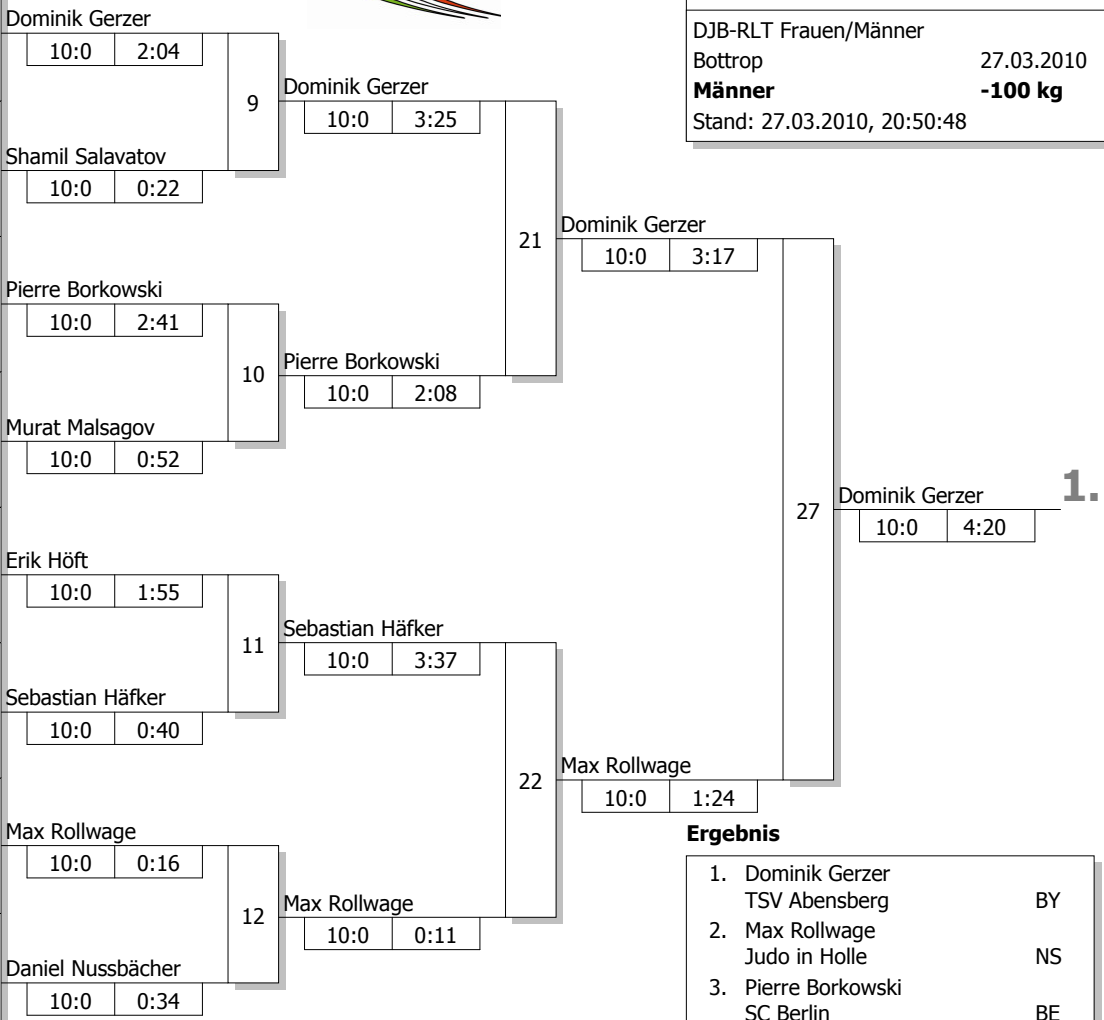 Dominik Gerzer
10:0 2:04
9
Shamil Salavatov
10:0 0:22
Pierre Borkowski
10:0 2:41
10
Murat Malsagov
10:0 0:52
Erik Höft
10:0 1:55
11
Sebastian Häfker
10:0 0:40
Max Rollwage
10:0 0:16
12
Daniel Nussbächer
10:0 0:34
Dominik Gerzer
10:0 3:25
21
Pierre Borkowski
10:0 2:08
Sebastian Häfker
10:0 3:37
22
Max Rollwage
10:0 0:11
Dominik Gerzer
10:0 3:17
27
Max Rollwage
10:0 1:24
Dominik Gerzer
10:0 4:20
1.
DJB-RLT Frauen/Männer
Bottrop 27.03.2010
Männer -100 kg
Stand: 27.03.2010, 20:50:48
Ergebnis
1. Dominik Gerzer
TSV Abensberg BY
2. Max Rollwage
Judo in Holle NS
3. Pierre Borkowski
SC Berlin BE